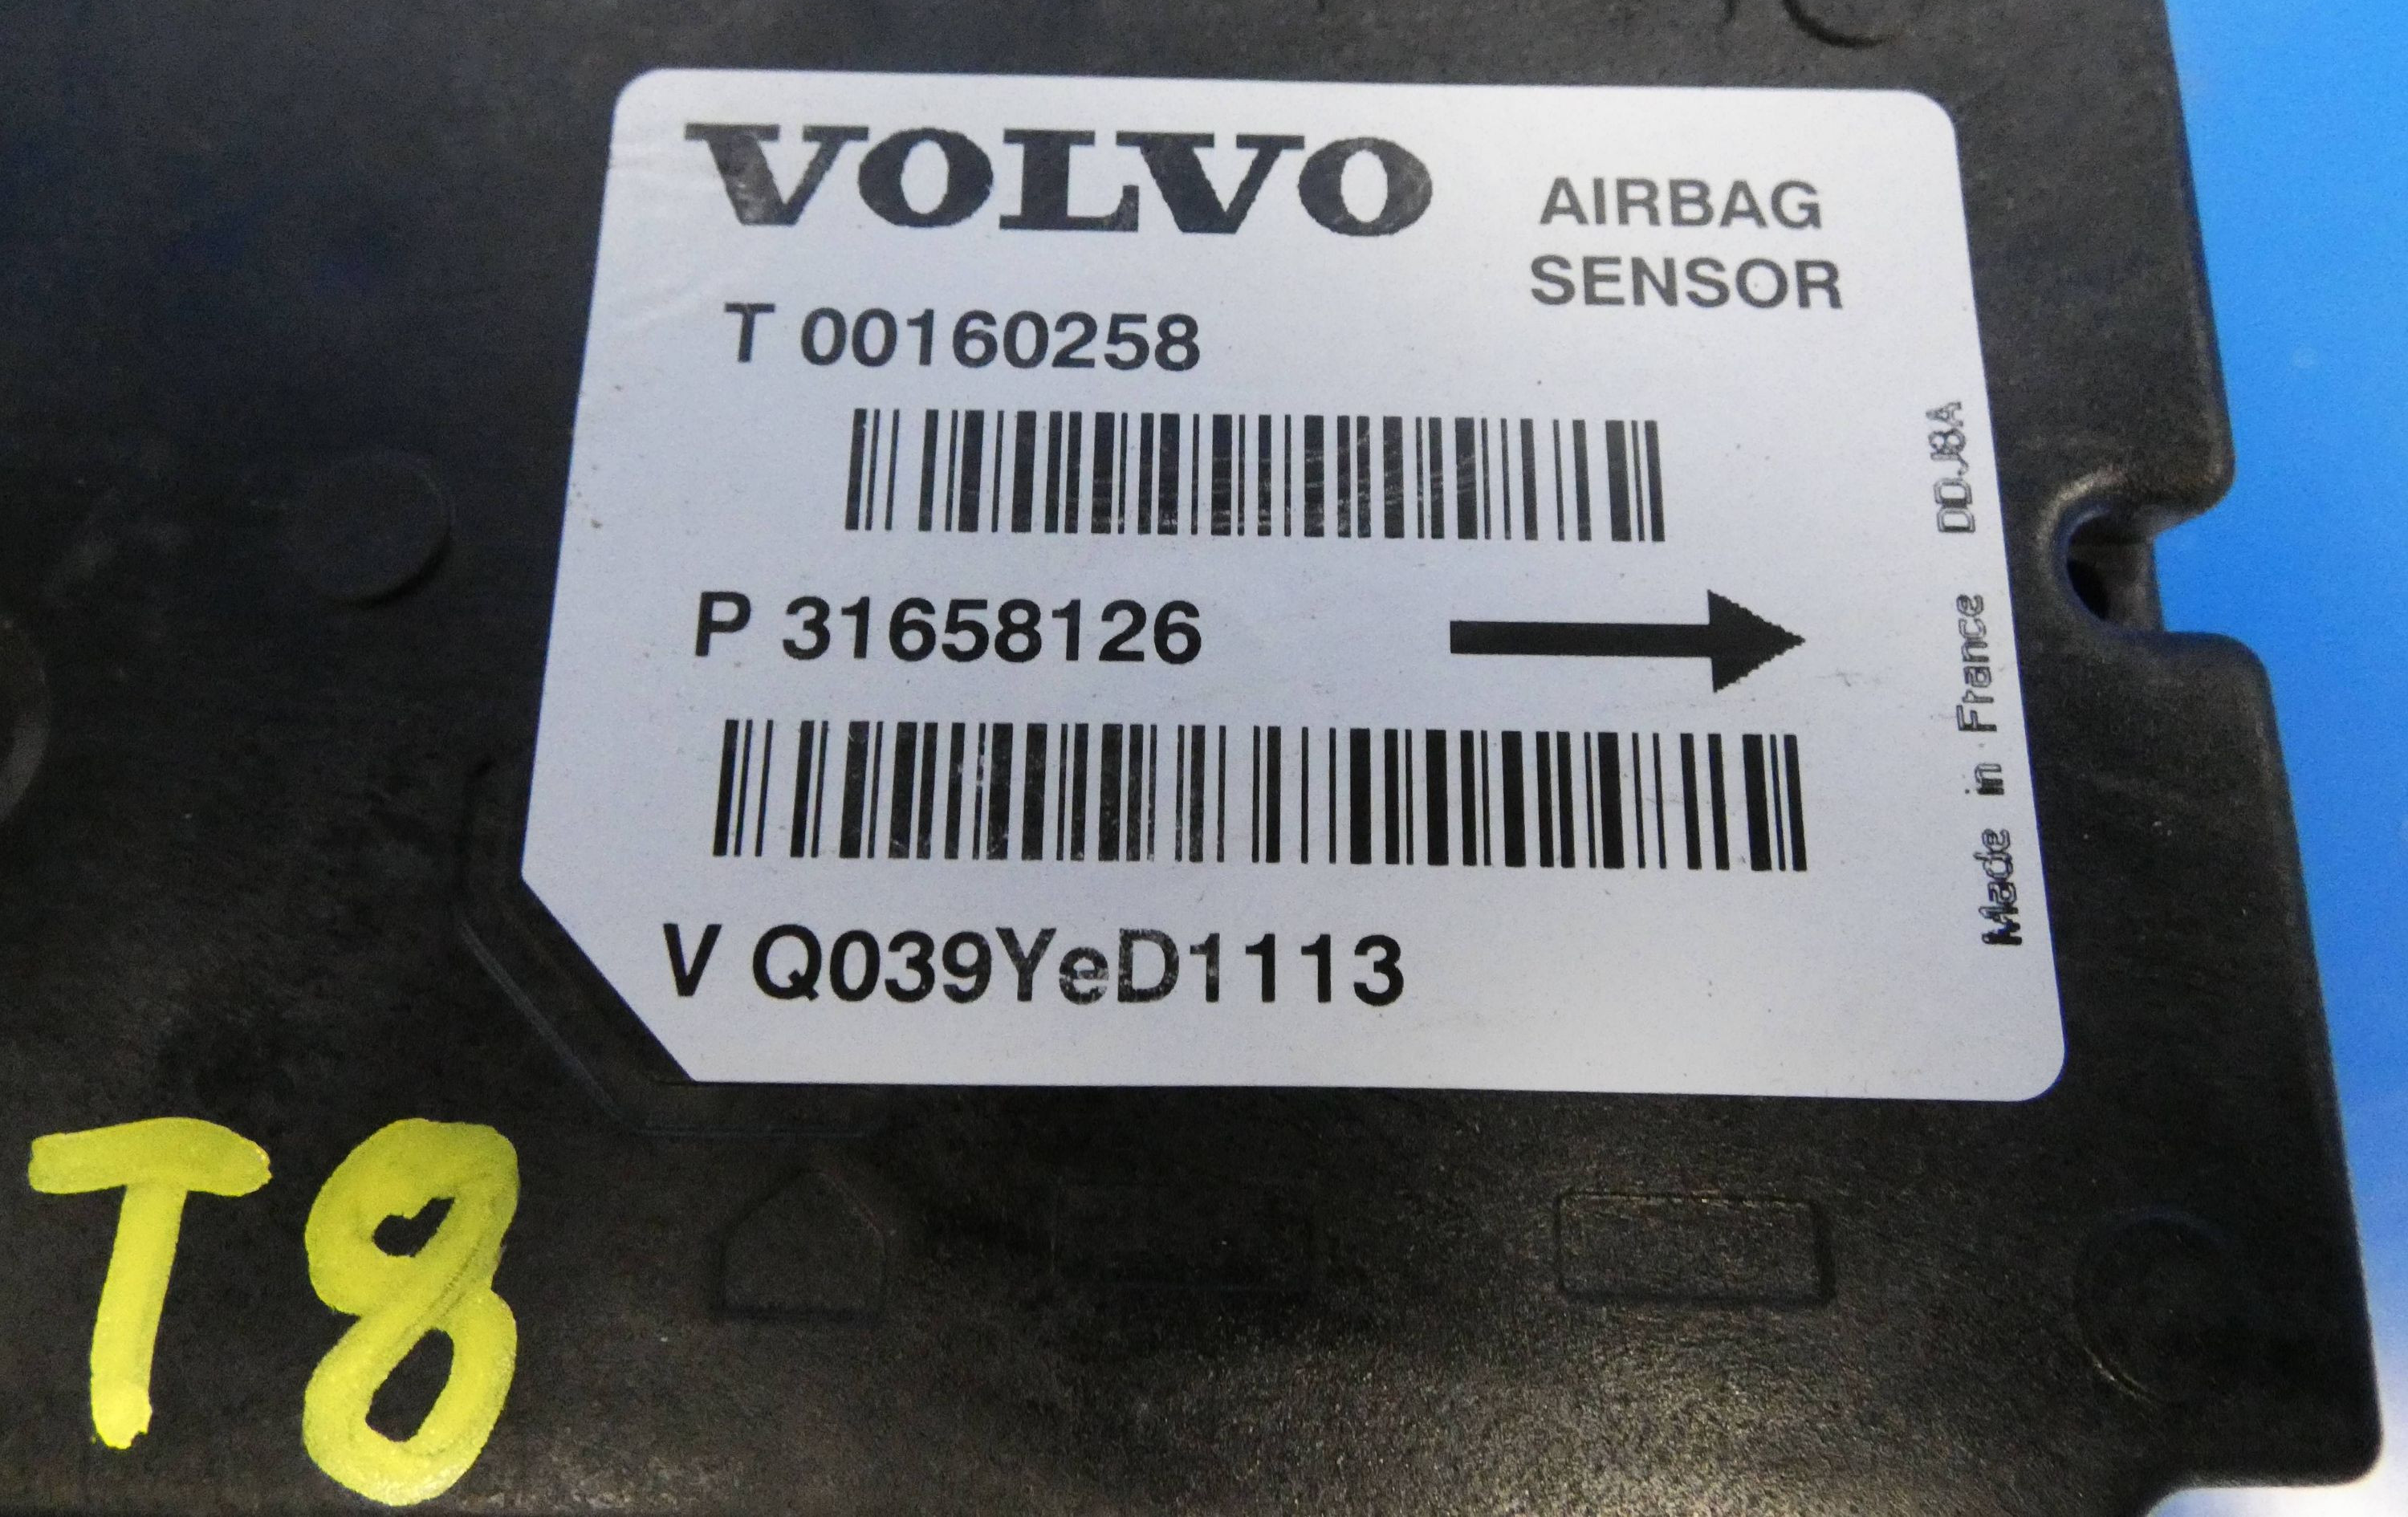 VOLVO
AIRBAG
SENSOR
T 00160258
P 31658126
V Q039YeD1113
Made in France DDJ8A
T8